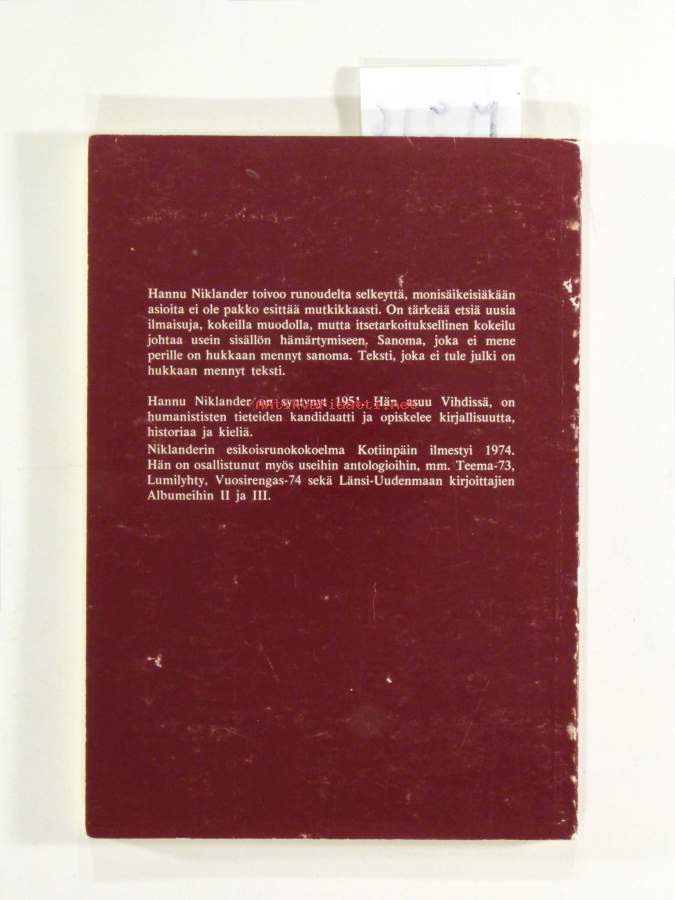 Hannu Niklander toivoo runoudelta selkeyttä, monisäikeisiäkään
asioita ei ole pakko esittää mutkikkaasti. On tärkeää etsiä uusia
ilmaisuja, kokeilla muodolla, mutta itsetarkoituksellinen kokeilu
johtaa usein sisällön hämärtymiseen. Sanoma, joka ei mene
perille on hukkaan mennyt sanoma. Teksti, joka ei tule julki on
hukkaan mennyt teksti.
Hannu Niklander on syntynyt 1951. Hän asuu Vihdissä, on
Antikvariaatti.net
humanististen tieteiden kandidaatti ja opiskelee kirjallisuutta,
historiaa ja kieliä.
Niklanderin esikoisrunokokoelma Kotiinpäin ilmestyi 1974.
Hän on osallistunut myös useihin antologioihin, mm. Teema-73,
Lumilyhty, Vuosirengas-74 sekä Länsi-Uudenmaan kirjoittajien
Albumeihin II ja III.